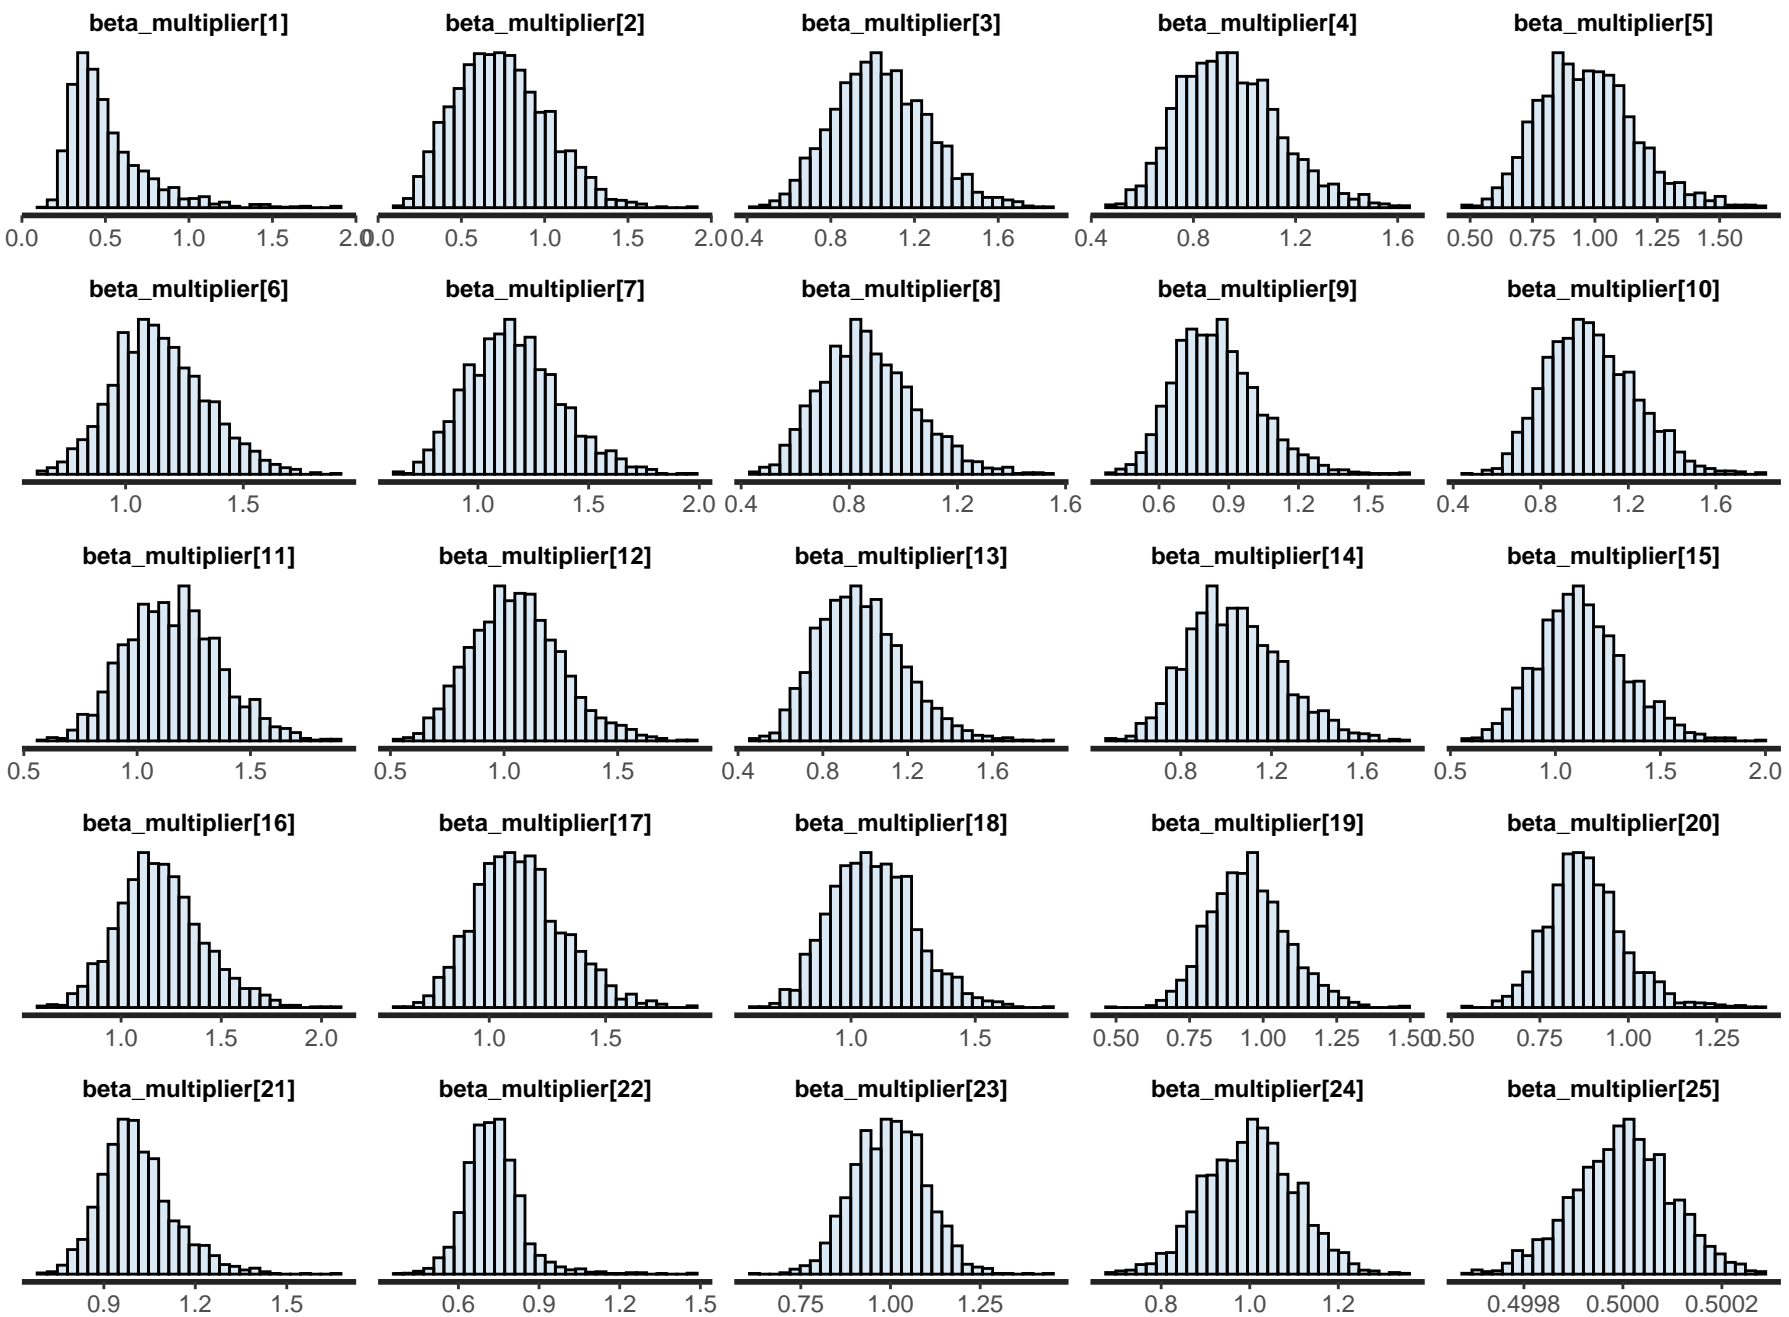 beta_multiplier[1] beta_multiplier[2] beta_multiplier[3] beta_multiplier[4] beta_multiplier[5]
0.0 0.5 1.0 1.5 2.0 0.0 0.5 1.0 1.5 2.0 0.4 0.8 1.2 1.6 0.4 0.8 1.2 1.6 0.50 0.75 1.00 1.25 1.50
beta_multiplier[6] beta_multiplier[7] beta_multiplier[8] beta_multiplier[9] beta_multiplier[10]
1.0 1.5 1.0 1.5 2.0 0.4 0.8 1.2 1.6 0.6 0.9 1.2 1.5 0.4 0.8 1.2 1.6
beta_multiplier[11] beta_multiplier[12] beta_multiplier[13] beta_multiplier[14] beta_multiplier[15]
0.5 1.0 1.5 0.5 1.0 1.5 0.4 0.8 1.2 1.6 0.8 1.2 1.6 0.5 1.0 1.5 2.0
beta_multiplier[16] beta_multiplier[17] beta_multiplier[18] beta_multiplier[19] beta_multiplier[20]
1.0 1.5 2.0 1.0 1.5 1.0 1.5 0.50 0.75 1.00 1.25 1.50 0.50 0.75 1.00 1.25
beta_multiplier[21] beta_multiplier[22] beta_multiplier[23] beta_multiplier[24] beta_multiplier[25]
0.9 1.2 1.5 0.6 0.9 1.2 1.5 0.75 1.00 1.25 0.8 1.0 1.2 0.4998 0.5000 0.5002